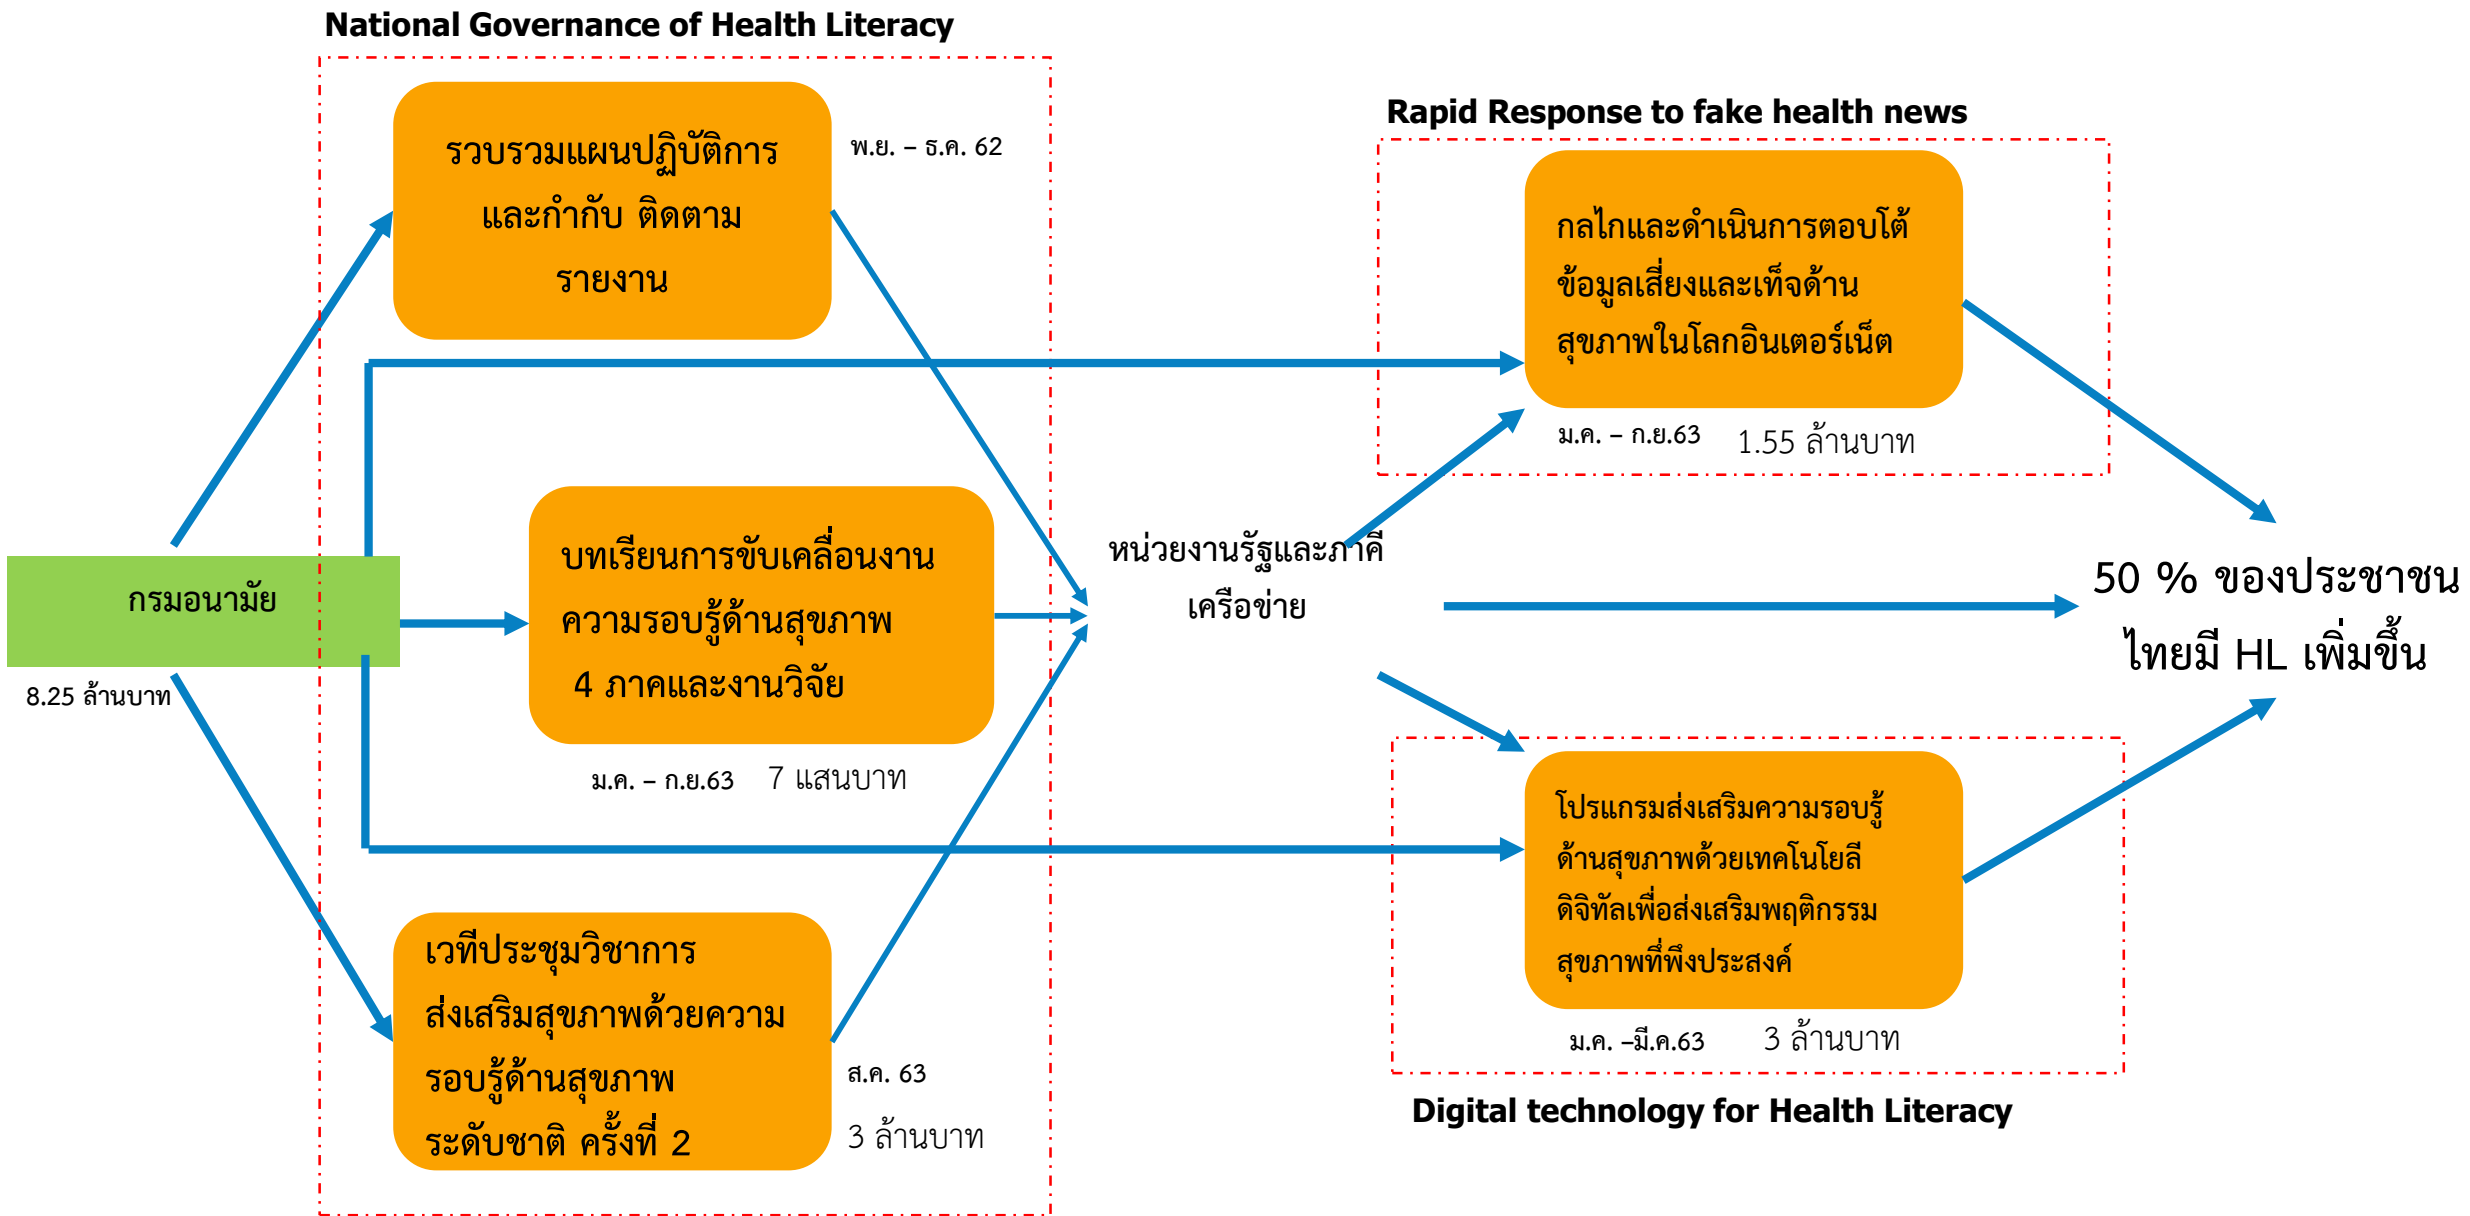 National Governance of Health Literacy
รวบรวมแผนปฏิบัติการ
และกำกับ ติดตาม
รายงาน
พ.ย. – ธ.ค. 62
Rapid Response to fake health news
กลไกและดำเนินการตอบโต้
ข้อมูลเสี่ยงและเท็จด้าน
สุขภาพในโลกอินเตอร์เน็ต
ม.ค. – ก.ย.63
1.55 ล้านบาท
กรมอนามัย
8.25 ล้านบาท
บทเรียนการขับเคลื่อนงาน
ความรอบรู้ด้านสุขภาพ
4 ภาคและงานวิจัย
ม.ค. – ก.ย.63
7 แสนบาท
หน่วยงานรัฐและภาคี
เครือข่าย
50 % ของประชาชน
ไทยมี HL เพิ่มขึ้น
เวทีประชุมวิชาการ
ส่งเสริมสุขภาพด้วยความ
รอบรู้ด้านสุขภาพ
ระดับชาติ ครั้งที่ 2
ส.ค. 63
3 ล้านบาท
โปรแกรมส่งเสริมความรอบรู้
ด้านสุขภาพด้วยเทคโนโยลี
ดิจิทัลเพื่อส่งเสริมพฤติกรรม
สุขภาพที่พึงประสงค์
ม.ค. –มี.ค.63
3 ล้านบาท
Digital technology for Health Literacy